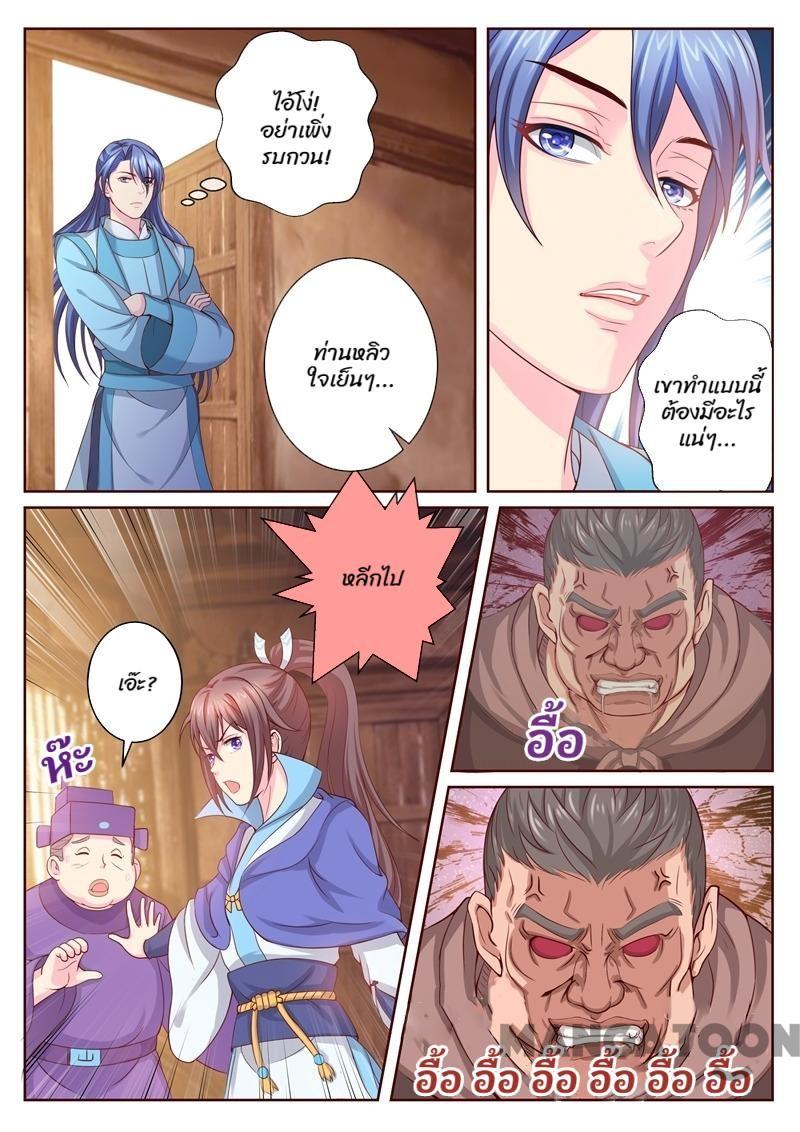 ไอ้โง่!
อย่าเพิ่ง
รบกวน!
ท่านหลิว
ใจเย็นๆ...
เขาทำแบบนี้
ต้องมีอะไร
แน่ๆ...
หลีกไป
เอ๊ะ?
ห๊ะ
อื้อ
MANGATOON
อื้อ อื้อ อื้อ อื้อ อื้อ อื้อ